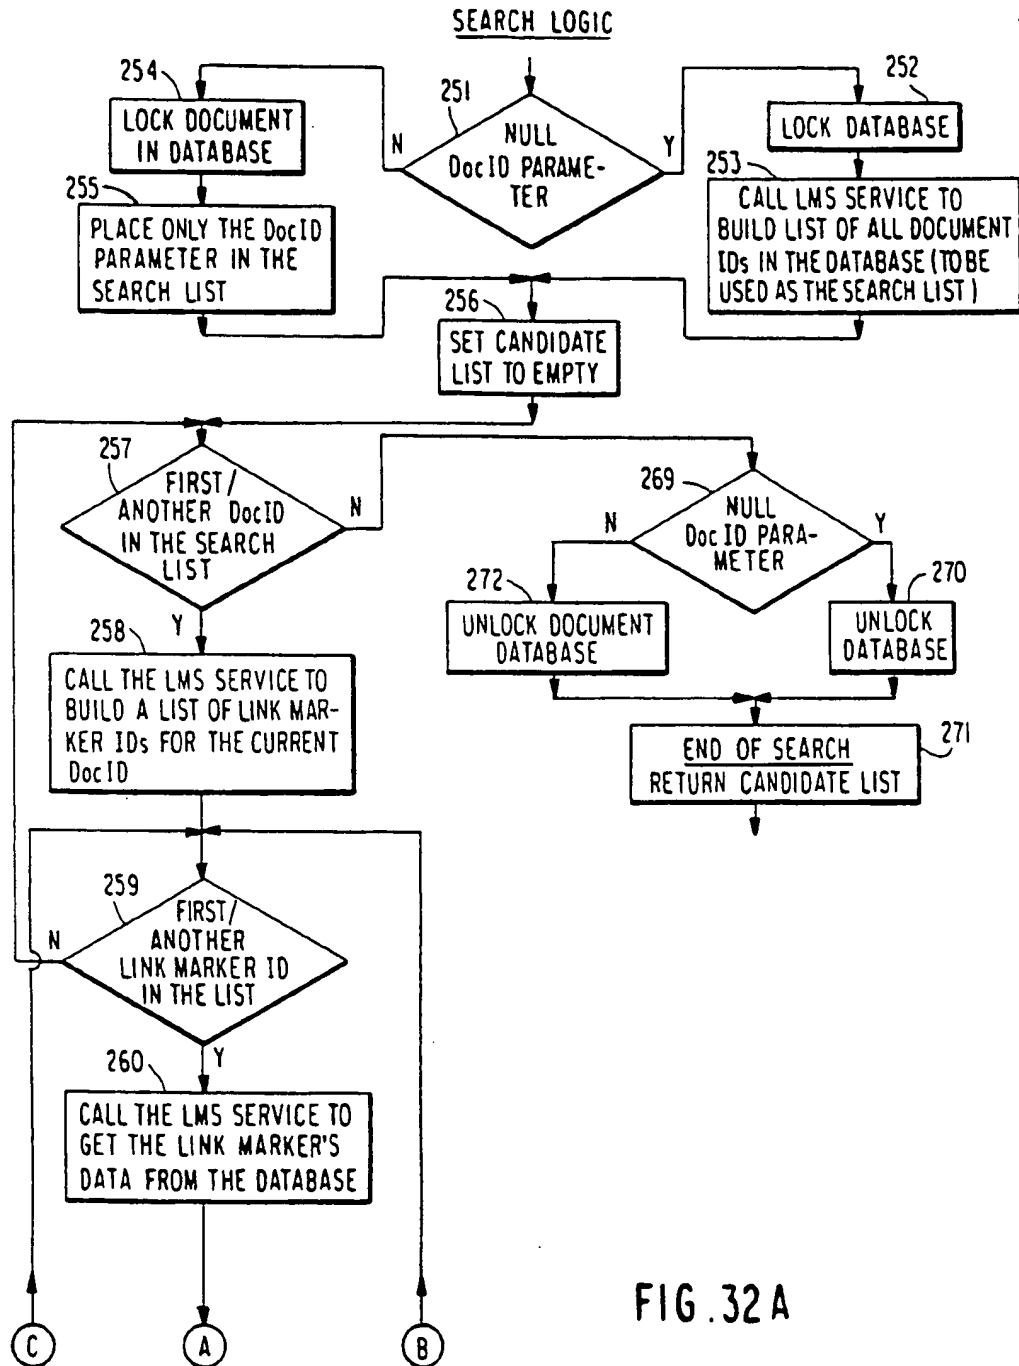 SEARCH LOGIC
254
LOCK DOCUMENT
IN DATABASE
N
251
NULL
DocID PARAME-
TER
Y
252
LOCK DATABASE
255
PLACE ONLY THE DocID
PARAMETER IN THE
SEARCH LIST
253
CALL LMS SERVICE TO
BUILD LIST OF ALL DOCUMENT
IDs IN THE DATABASE (TO BE
USED AS THE SEARCH LIST)
256
SET CANDIDATE
LIST TO EMPTY
257
FIRST/
ANOTHER DocID
IN THE SEARCH
LIST
N
Y
269
NULL
DocID PARA-
METER
N
Y
272
UNLOCK DOCUMENT
DATABASE
270
UNLOCK
DATABASE
258
CALL THE LMS SERVICE TO
BUILD A LIST OF LINK MAR-
KER IDs FOR THE CURRENT
DocID
271
END OF SEARCH
RETURN CANDIDATE LIST
259
FIRST/
ANOTHER
LINK MARKER ID
IN THE LIST
N
Y
260
CALL THE LMS SERVICE TO
GET THE LINK MARKER'S
DATA FROM THE DATABASE
C
A
B
FIG.32A